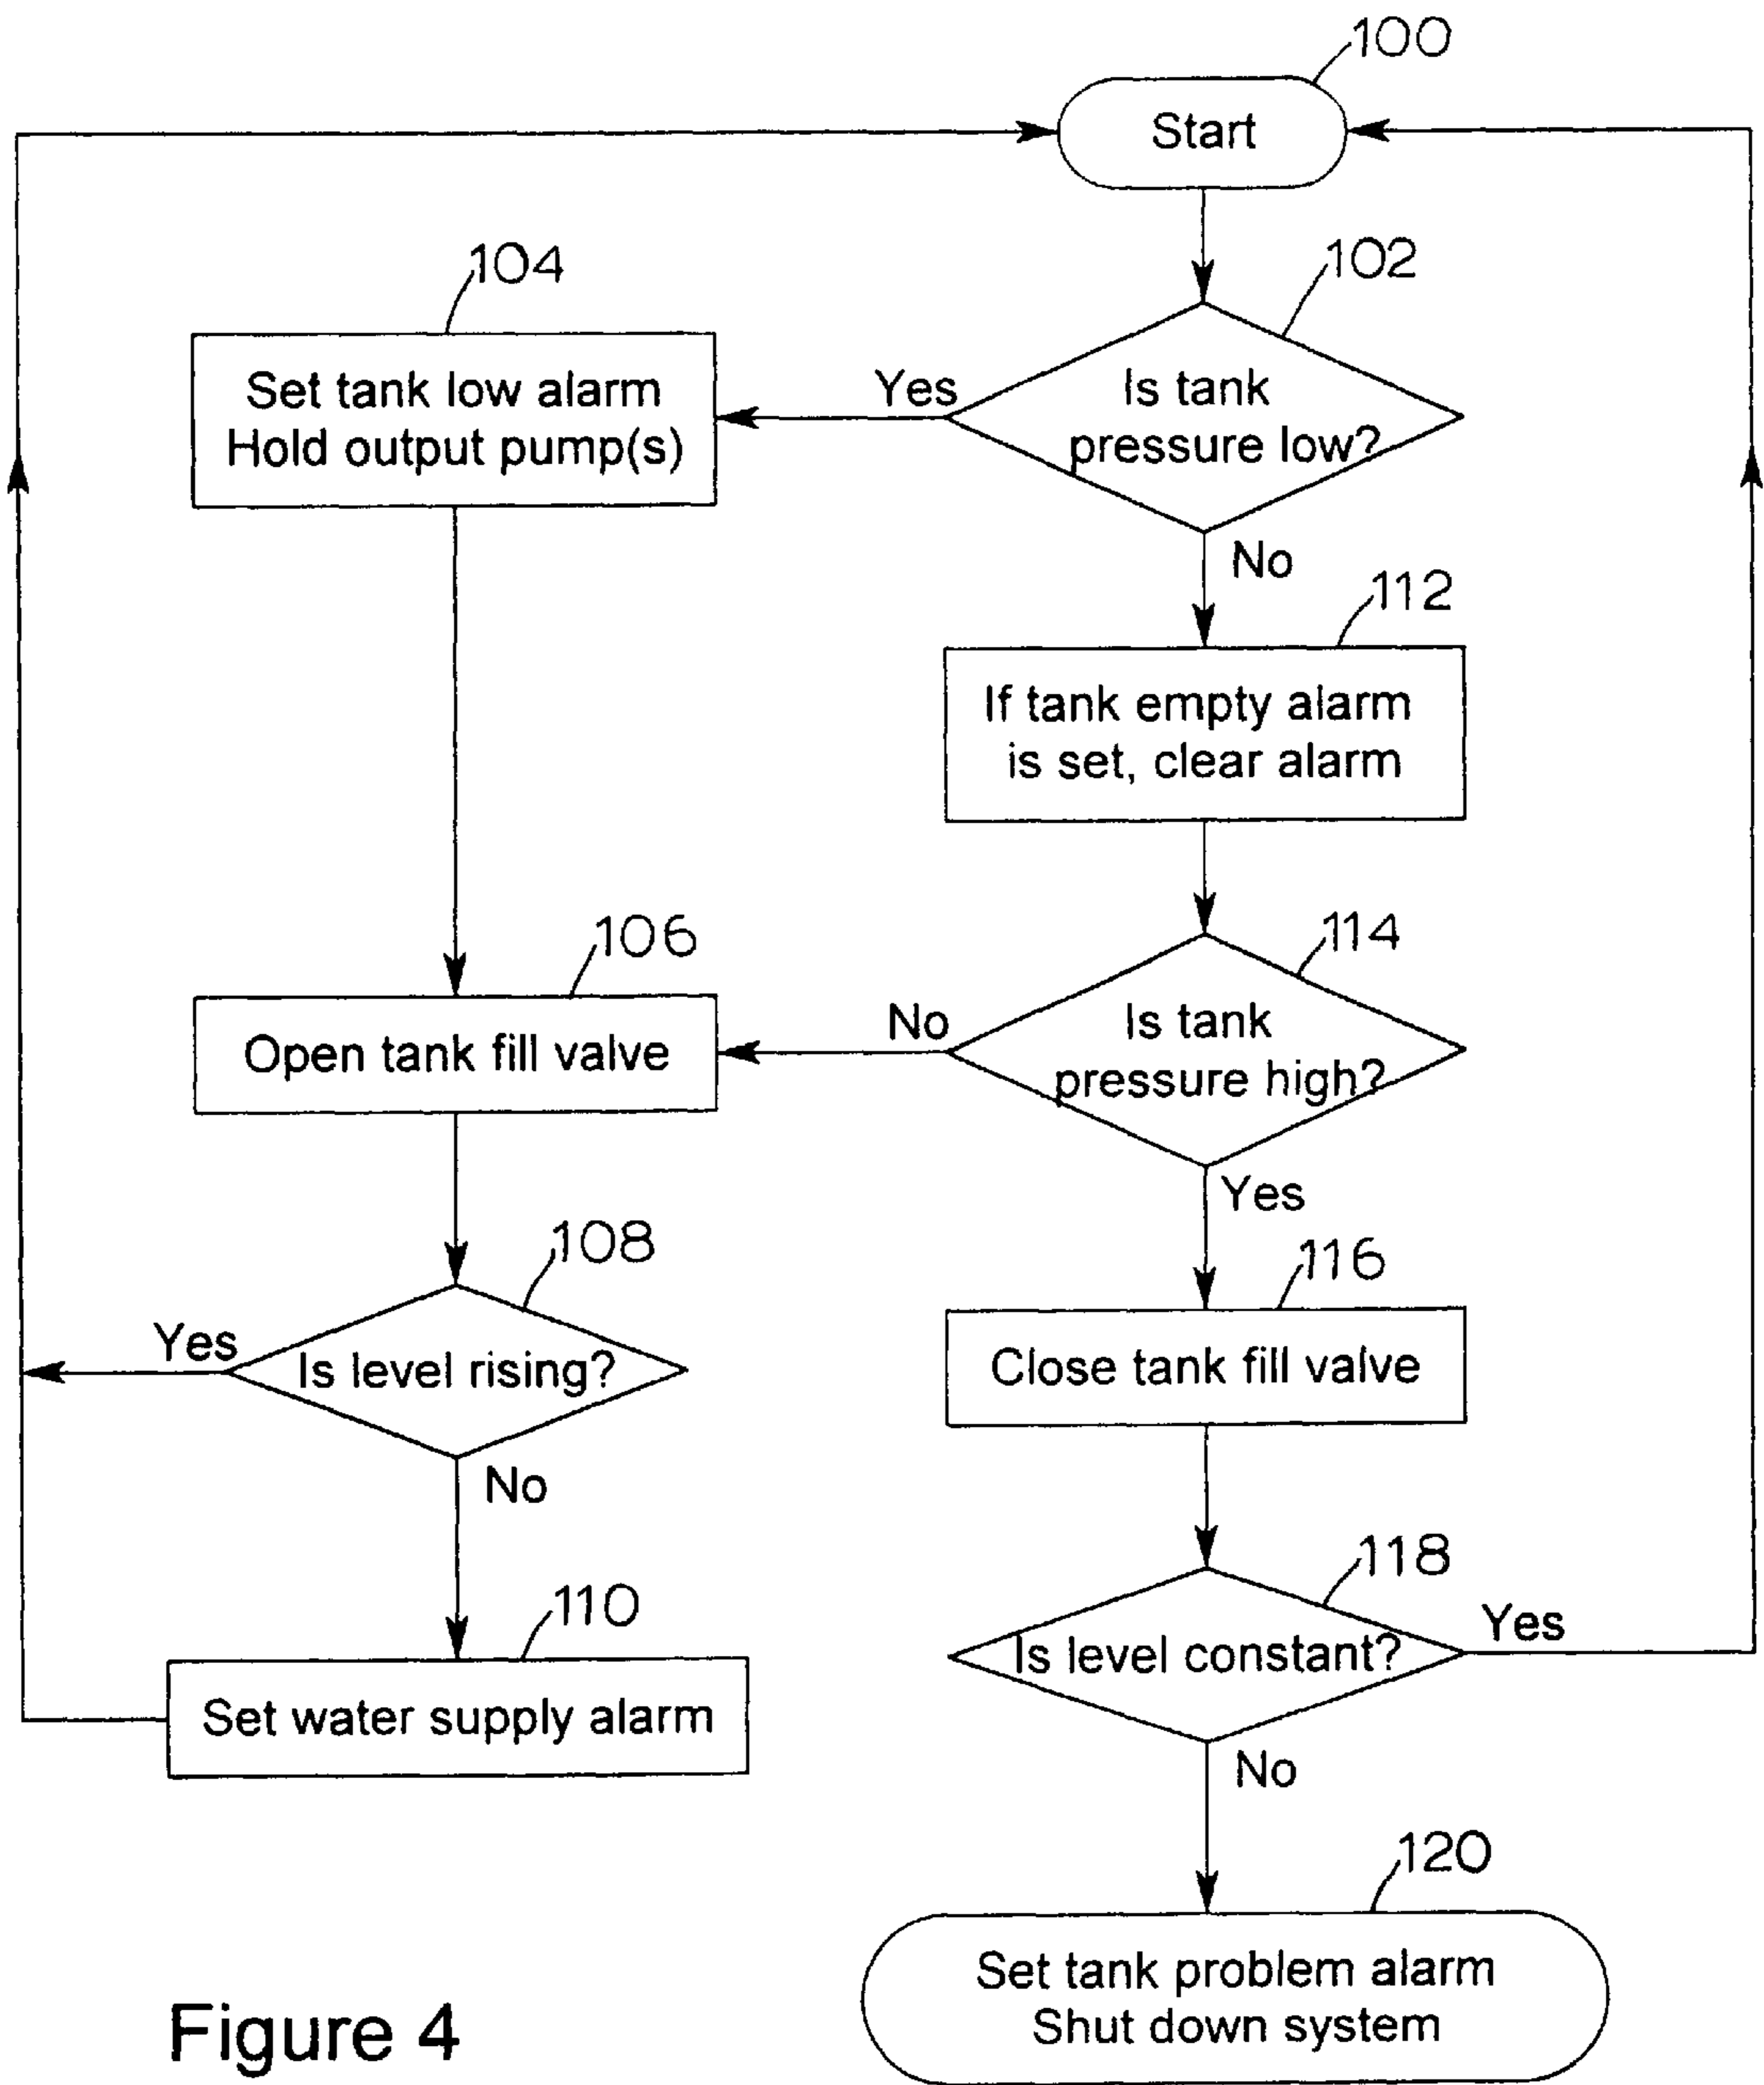 100
Start
102
Is tank
pressure low?
Yes
No
104
Set tank low alarm
Hold output pump(s)
112
If tank empty alarm
is set, clear alarm
114
Is tank
pressure high?
No
Yes
106
Open tank fill valve
108
Is level rising?
Yes
No
110
Set water supply alarm
116
Close tank fill valve
118
Is level constant?
Yes
No
120
Set tank problem alarm
Shut down system
Figure 4